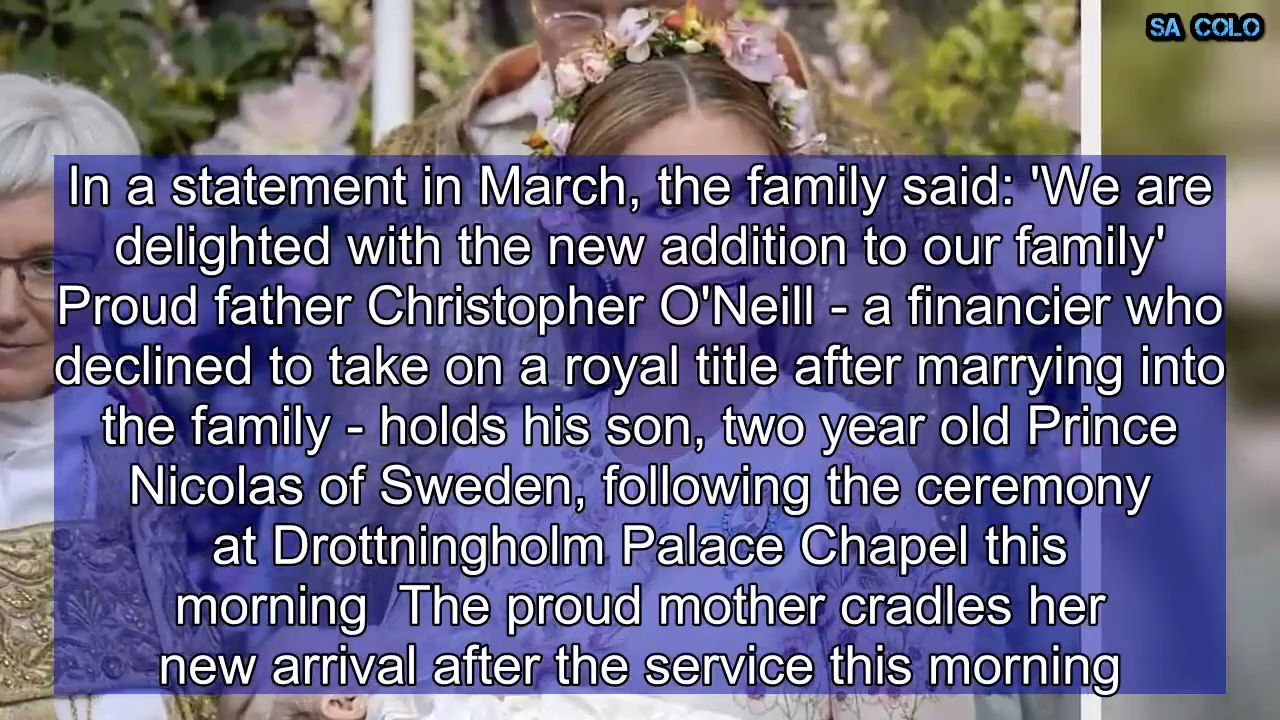 SA COLO
In a statement in March, the family said: 'We are
delighted with the new addition to our family'
Proud father Christopher O'Neill - a financier who
declined to take on a royal title after marrying into
the family - holds his son, two year old Prince
Nicolas of Sweden, following the ceremony
at Drottningholm Palace Chapel this
morning  The proud mother cradles her
new arrival after the service this morning